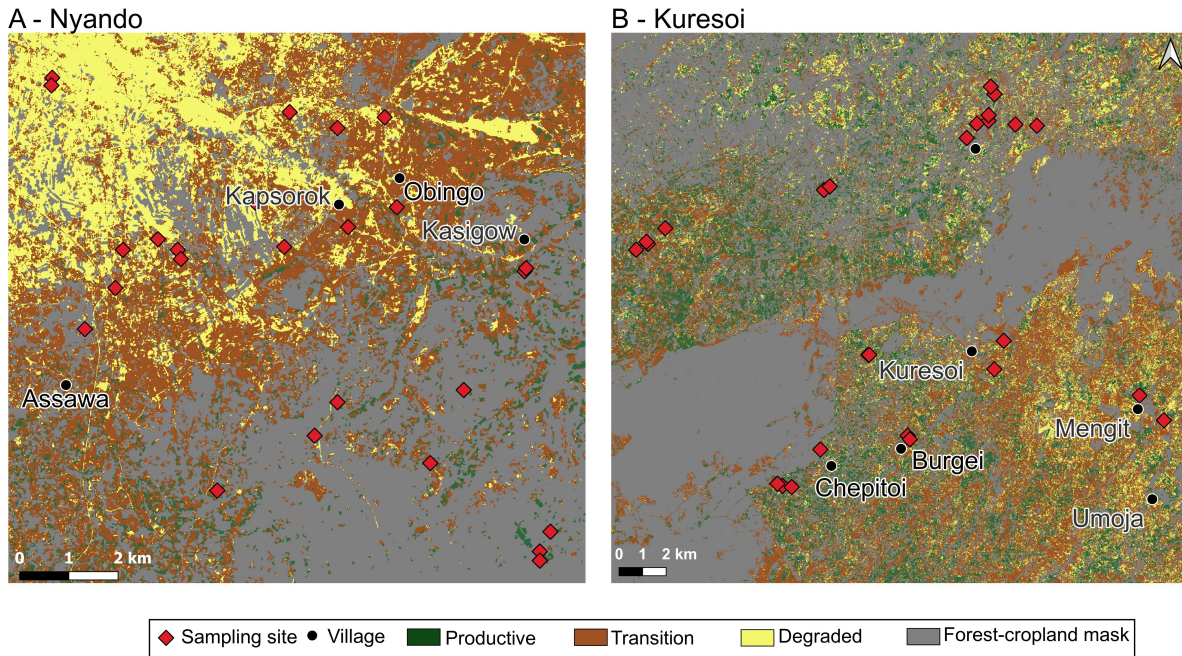 A - Nyando
B - Kuresoi
Kapsorok
Obingo
Kasigow
Assawa
0 1 2 km
Kuresoi
Mengit
Burgei
Chepitoi
Umoja
0 1 2 km
Sampling site Village Productive Transition Degraded Forest-cropland mask